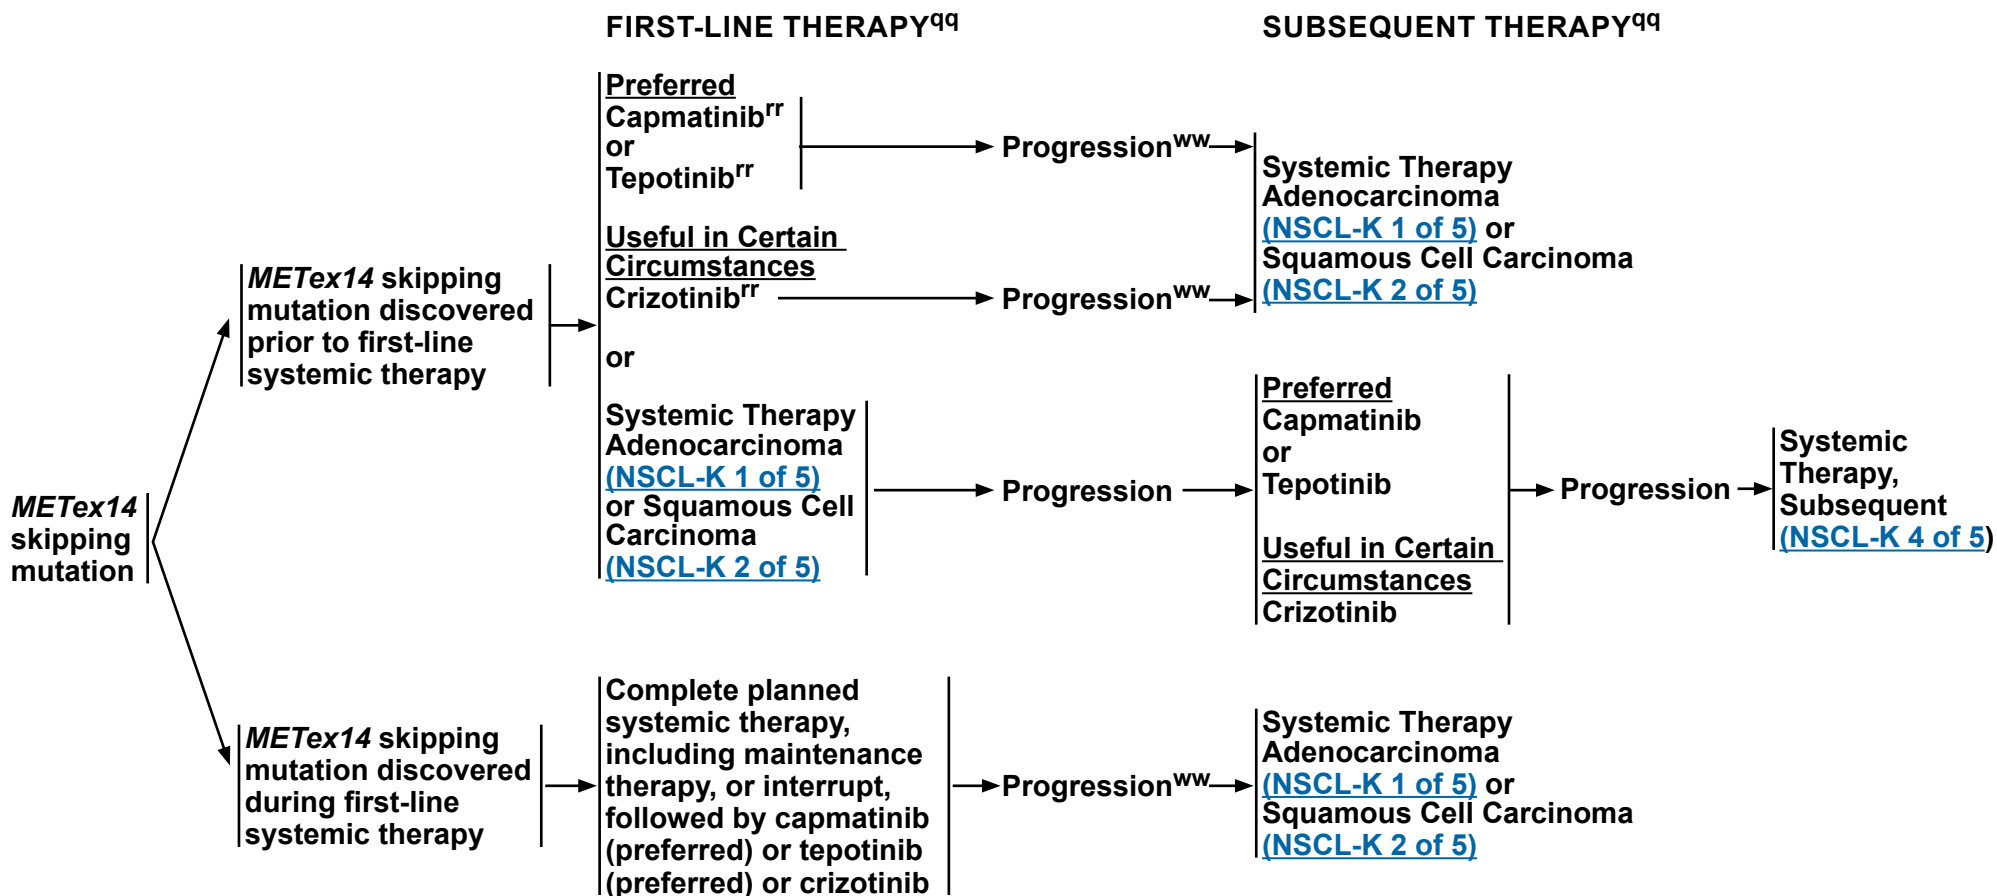 FIRST-LINE THERAPYqq
SUBSEQUENT THERAPYqq
METex14
skipping
mutation
METex14 skipping
mutation discovered
prior to first-line
systemic therapy
Preferred
Capmatinibrr
or
Tepotinibrr
Useful in Certain
Circumstances
Crizotinibrr
or
Systemic Therapy
Adenocarcinoma
(NSCL-K 1 of 5)
or Squamous Cell
Carcinoma
(NSCL-K 2 of 5)
Progressionww
Progressionww
Systemic Therapy
Adenocarcinoma
(NSCL-K 1 of 5) or
Squamous Cell Carcinoma
(NSCL-K 2 of 5)
Progression
Preferred
Capmatinib
or
Tepotinib
Useful in Certain
Circumstances
Crizotinib
Progression
Systemic
Therapy,
Subsequent
(NSCL-K 4 of 5)
METex14 skipping
mutation discovered
during first-line
systemic therapy
Complete planned
systemic therapy,
including maintenance
therapy, or interrupt,
followed by capmatinib
(preferred) or tepotinib
(preferred) or crizotinib
Progressionww
Systemic Therapy
Adenocarcinoma
(NSCL-K 1 of 5) or
Squamous Cell Carcinoma
(NSCL-K 2 of 5)